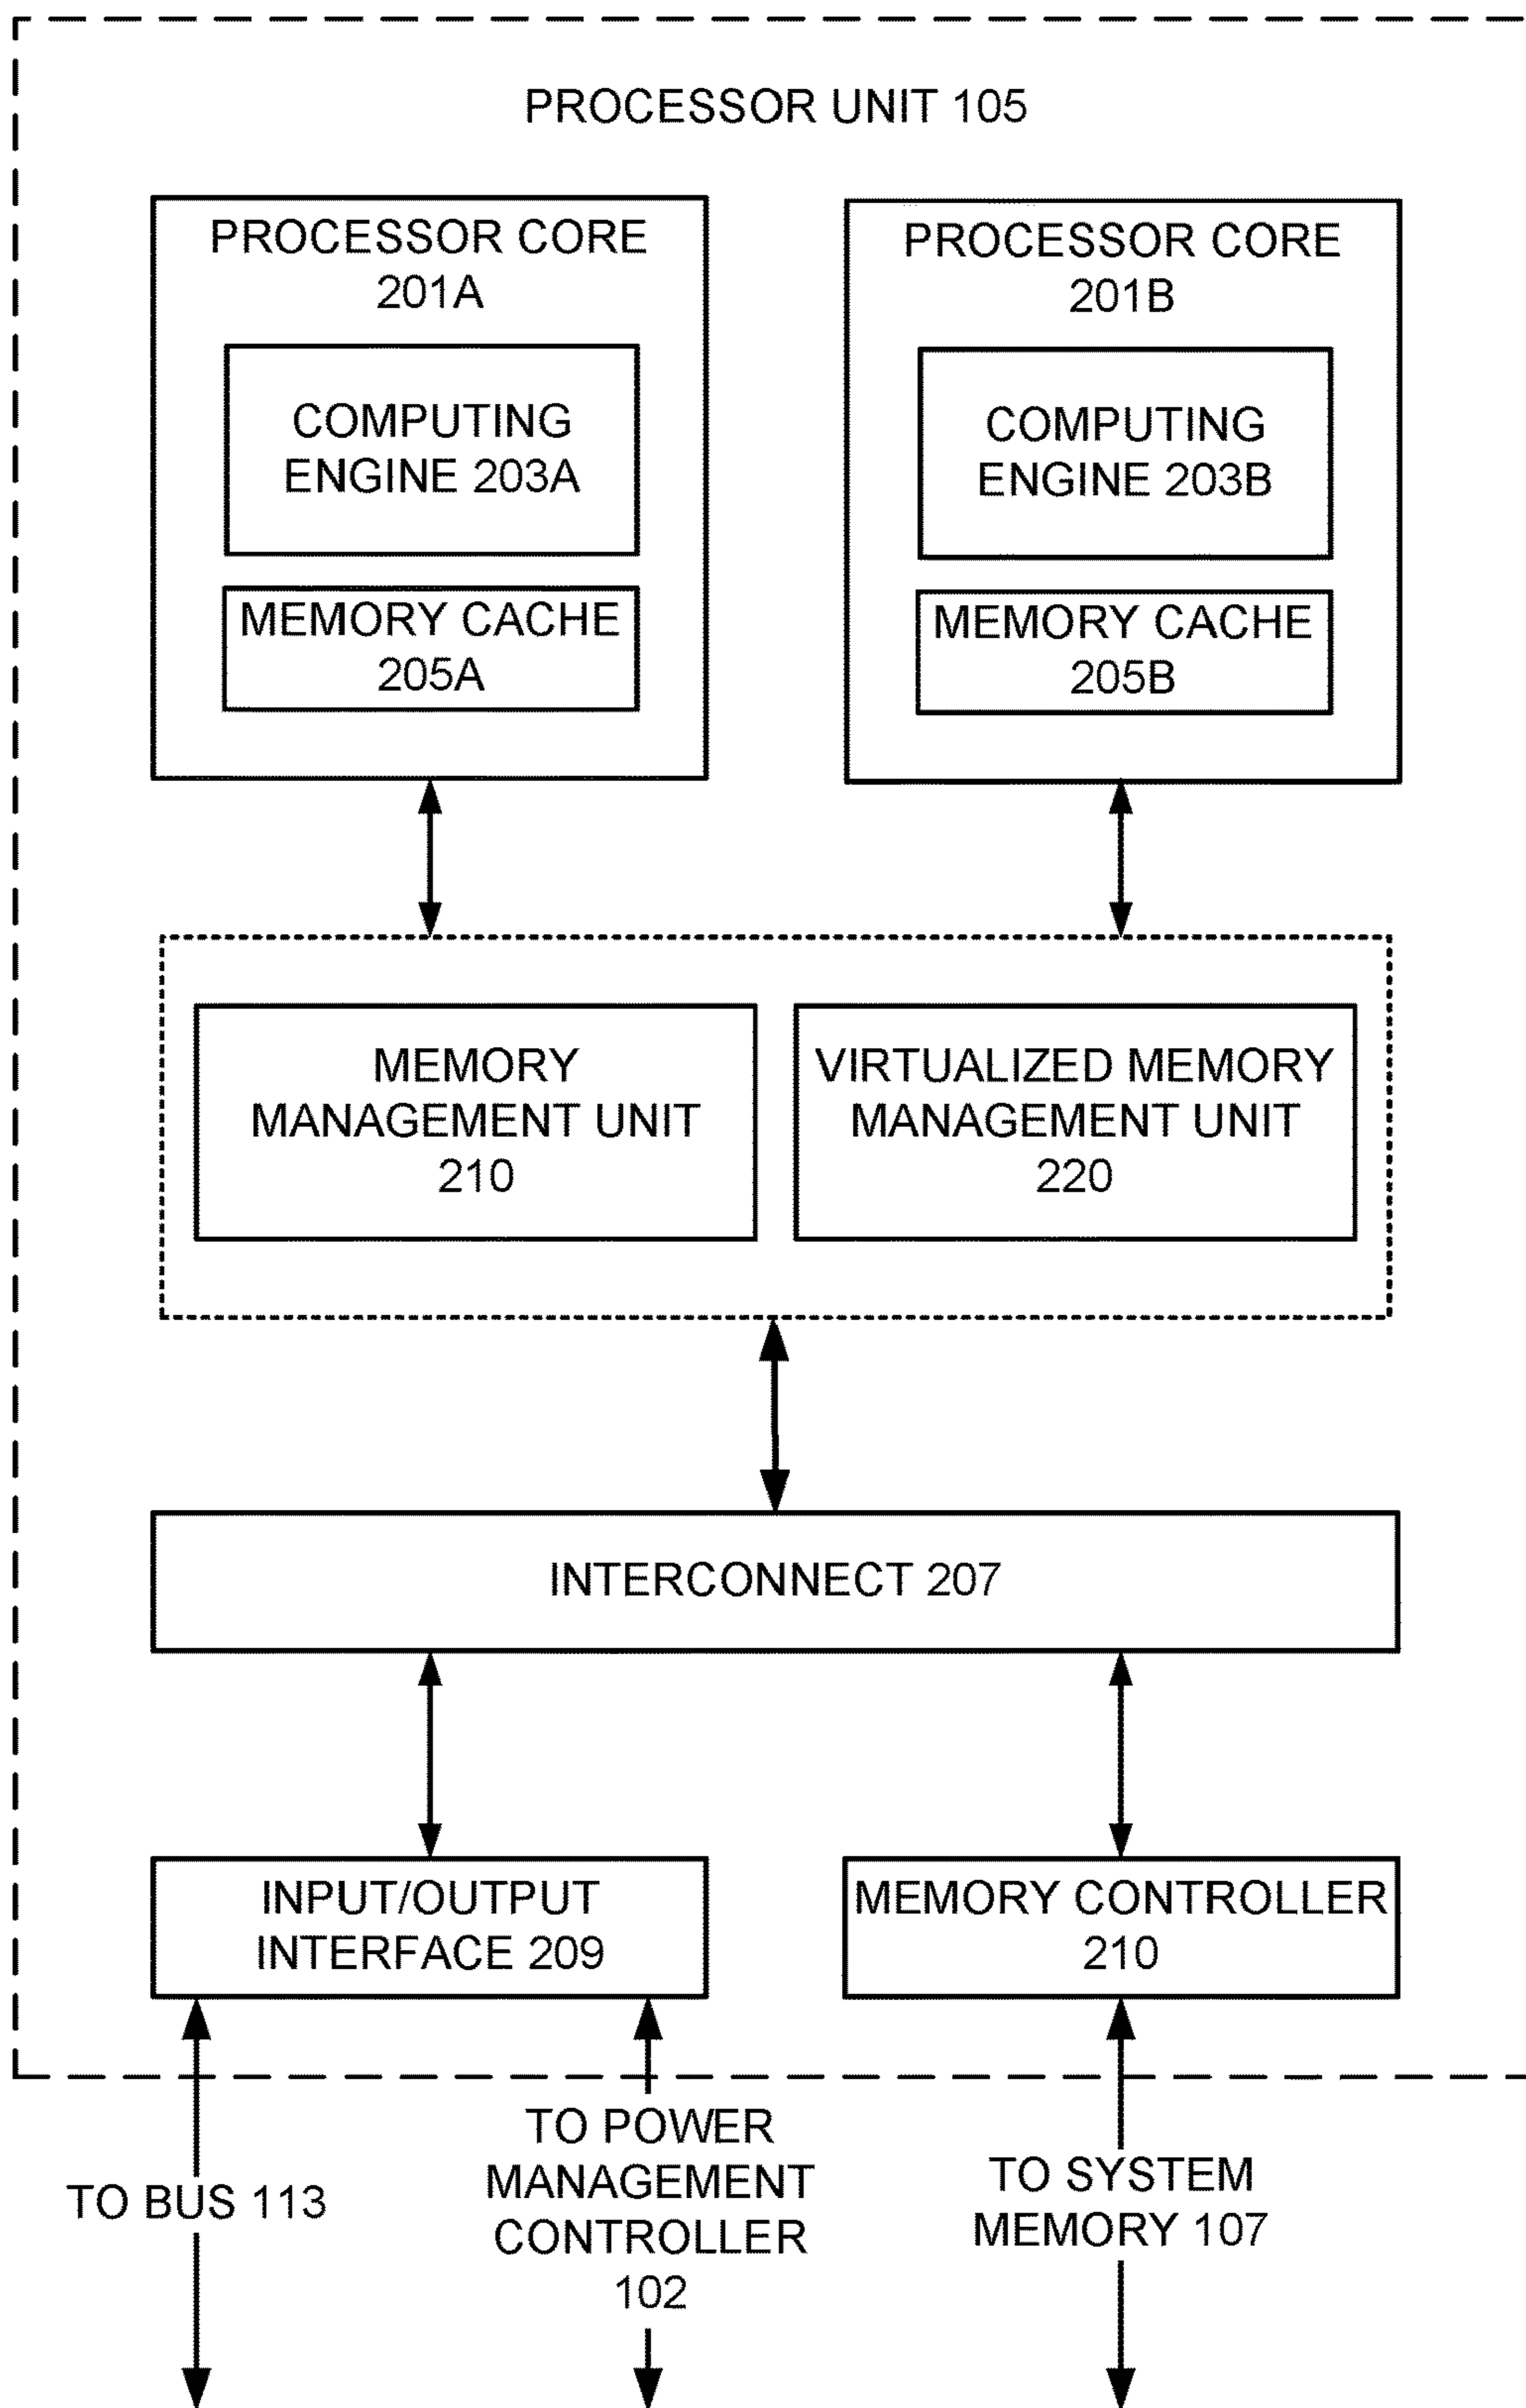 PROCESSOR UNIT 105
PROCESSOR CORE
201A
COMPUTING
ENGINE 203A
MEMORY CACHE
205A
PROCESSOR CORE
201B
COMPUTING
ENGINE 203B
MEMORY CACHE
205B
MEMORY
MANAGEMENT UNIT
210
VIRTUALIZED MEMORY
MANAGEMENT UNIT
220
INTERCONNECT 207
INPUT/OUTPUT
INTERFACE 209
MEMORY CONTROLLER
210
TO BUS 113
TO POWER
MANAGEMENT
CONTROLLER
102
TO SYSTEM
MEMORY 107